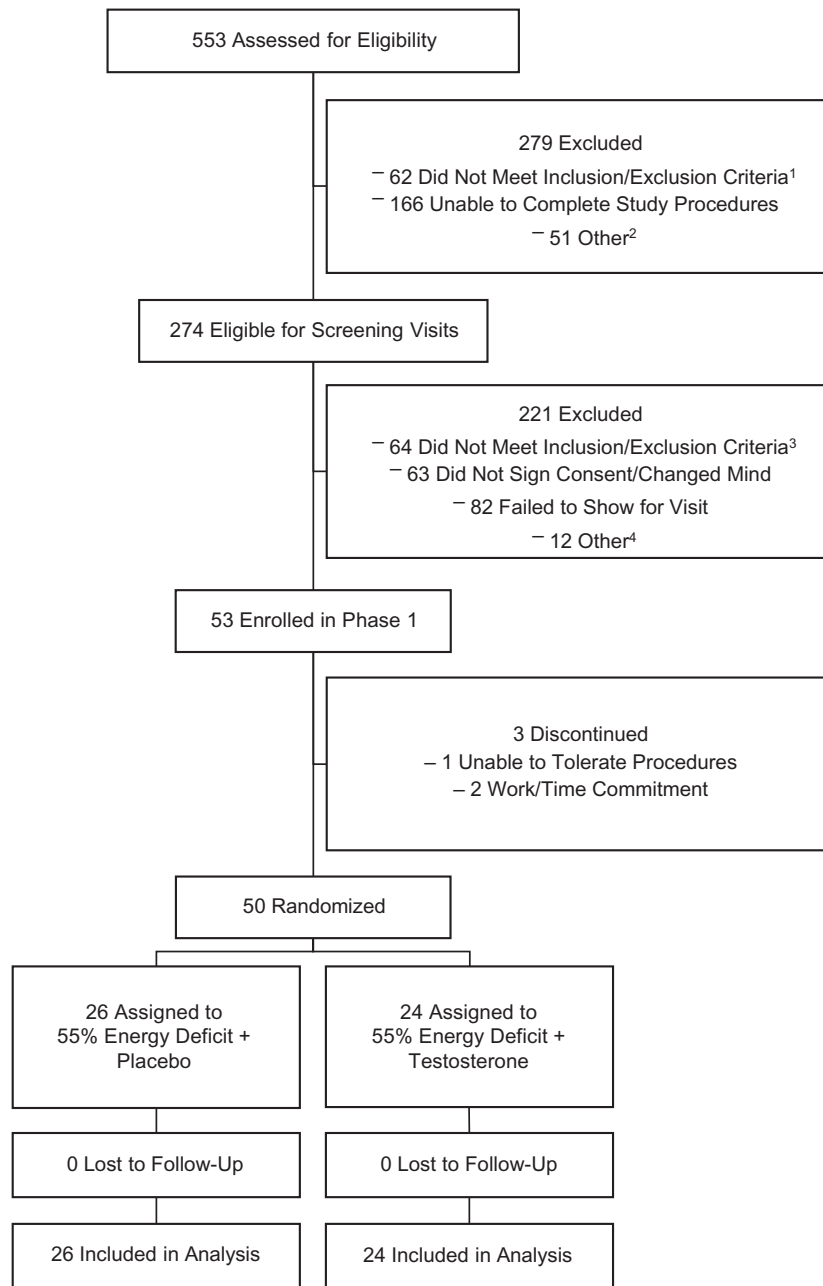 553 Assessed for Eligibility
279 Excluded
– 62 Did Not Meet Inclusion/Exclusion Criteria¹
– 166 Unable to Complete Study Procedures
– 51 Other²
274 Eligible for Screening Visits
221 Excluded
– 64 Did Not Meet Inclusion/Exclusion Criteria³
– 63 Did Not Sign Consent/Changed Mind
– 82 Failed to Show for Visit
– 12 Other⁴
53 Enrolled in Phase 1
3 Discontinued
– 1 Unable to Tolerate Procedures
– 2 Work/Time Commitment
50 Randomized
26 Assigned to
55% Energy Deficit +
Placebo
24 Assigned to
55% Energy Deficit +
Testosterone
0 Lost to Follow-Up
0 Lost to Follow-Up
26 Included in Analysis
24 Included in Analysis